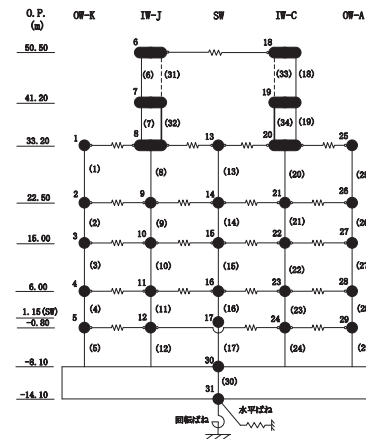 O.P.
(m)
OW-K IW-J SW IW-C OW-A
50.50 6 18
(6) (31) (33) (18)
41.20 7 19
(7) (32) (34) (19)
33.20 1 8 13 20 25
(1) (8) (13) (20)
22.50 2 9 14 21 26
(2) (9) (14) (21)
15.00 3 10 15 22 27
(3) (10) (15) (22)
6.00 4 11 16 23 28
1.15(SW) (4) (11) (16) (23)
-0.80 5 12 17 24 29
(5) (12) (17) (24)
-8.10 30
(30)
-14.10 31
水平ばね
回転ばね